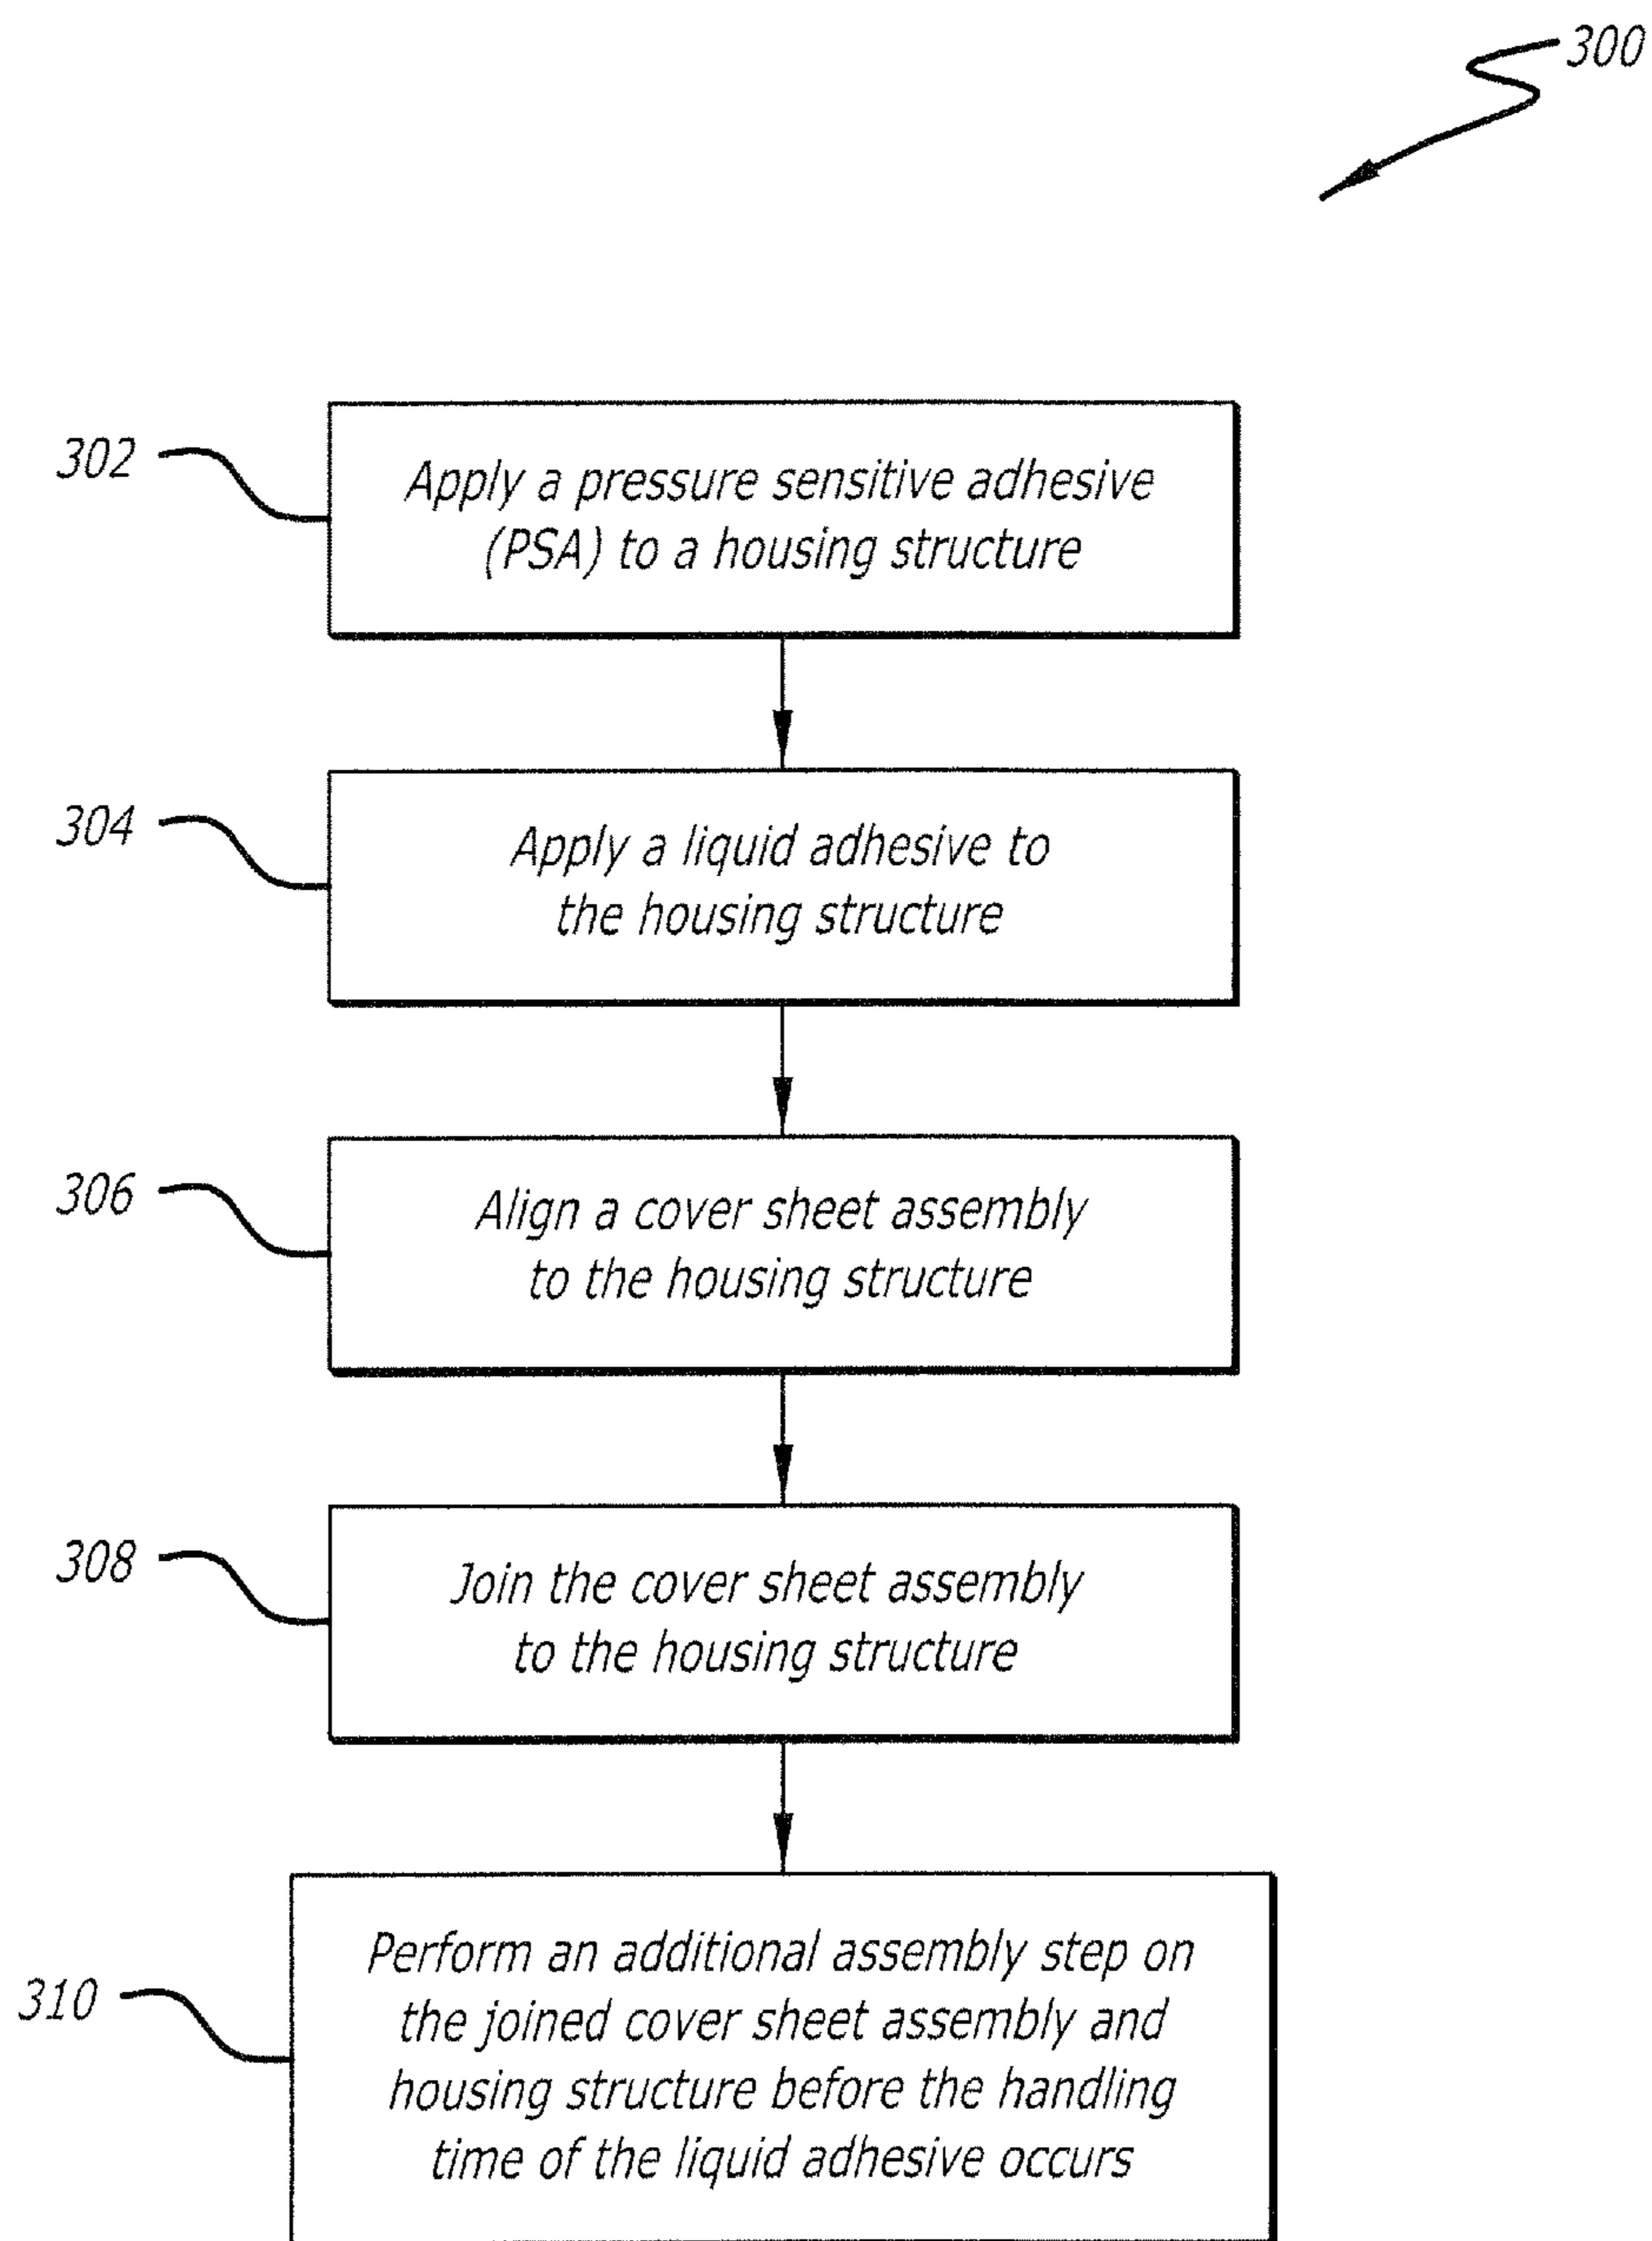 300
302
Apply a pressure sensitive adhesive
(PSA) to a housing structure
304
Apply a liquid adhesive to
the housing structure
306
Align a cover sheet assembly
to the housing structure
308
Join the cover sheet assembly
to the housing structure
310
Perform an additional assembly step on
the joined cover sheet assembly and
housing structure before the handling
time of the liquid adhesive occurs